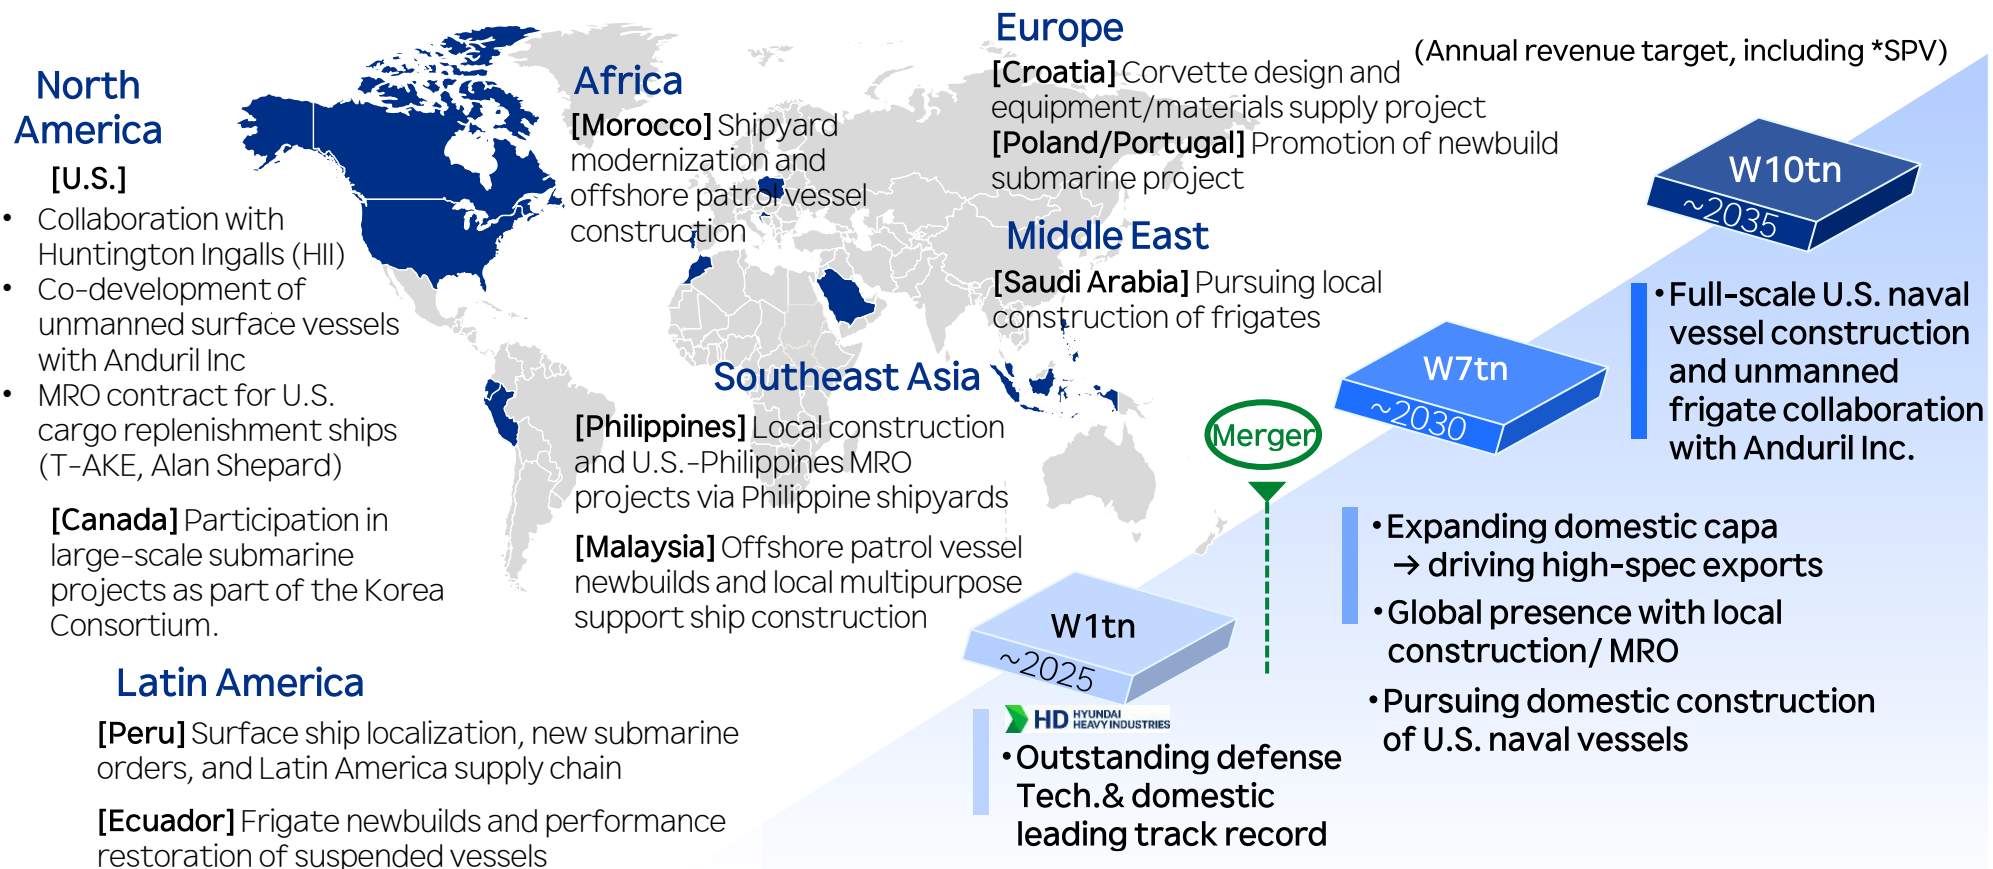 North
America
[U.S.]
• Collaboration with
Huntington Ingalls (HII)
• Co-development of
unmanned surface vessels
with Anduril Inc
• MRO contract for U.S.
cargo replenishment ships
(T-AKE, Alan Shepard)
[Canada] Participation in
large-scale submarine
projects as part of the Korea
Consortium.
Latin America
[Peru] Surface ship localization, new submarine
orders, and Latin America supply chain
[Ecuador] Frigate newbuilds and performance
restoration of suspended vessels
Africa
[Morocco] Shipyard
modernization and
offshore patrol vessel
construction
Southeast Asia
[Philippines] Local construction
and U.S.-Philippines MRO
projects via Philippine shipyards
[Malaysia] Offshore patrol vessel
newbuilds and local multipurpose
support ship construction
Europe
[Croatia] Corvette design and
equipment/materials supply project
[Poland/Portugal] Promotion of newbuild
submarine project
Middle East
[Saudi Arabia] Pursuing local
construction of frigates
(Annual revenue target, including *SPV)
W10tn
~2035
• Full-scale U.S. naval
vessel construction
and unmanned
frigate collaboration
with Anduril Inc.
W7tn
~2030
Merger
• Expanding domestic capa
→ driving high-spec exports
• Global presence with local
construction/ MRO
• Pursuing domestic construction
of U.S. naval vessels
W1tn
~2025
HD HYUNDAI
HEAVY INDUSTRIES
• Outstanding defense
Tech.& domestic
leading track record